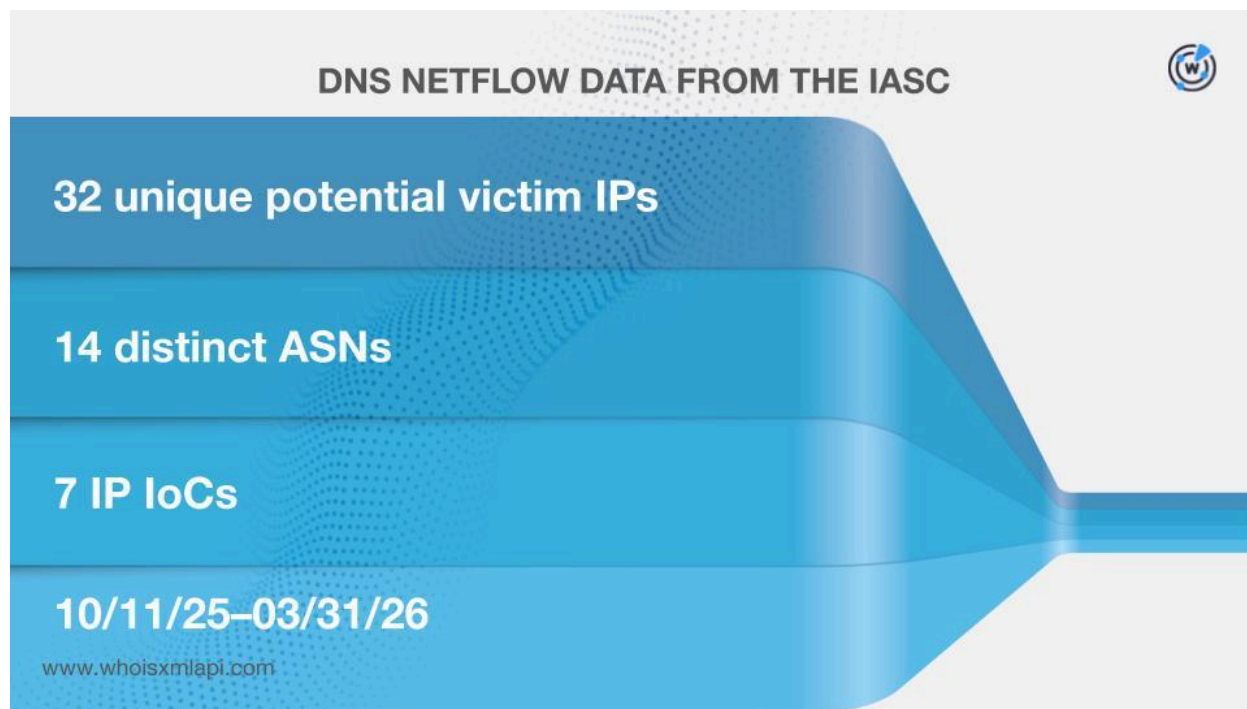 DNS NETFLOW DATA FROM THE IASC
W
32 unique potential victim IPs
14 distinct ASNs
7 IP IoCs
10/11/25–03/31/26
www.whoisxmlapi.com